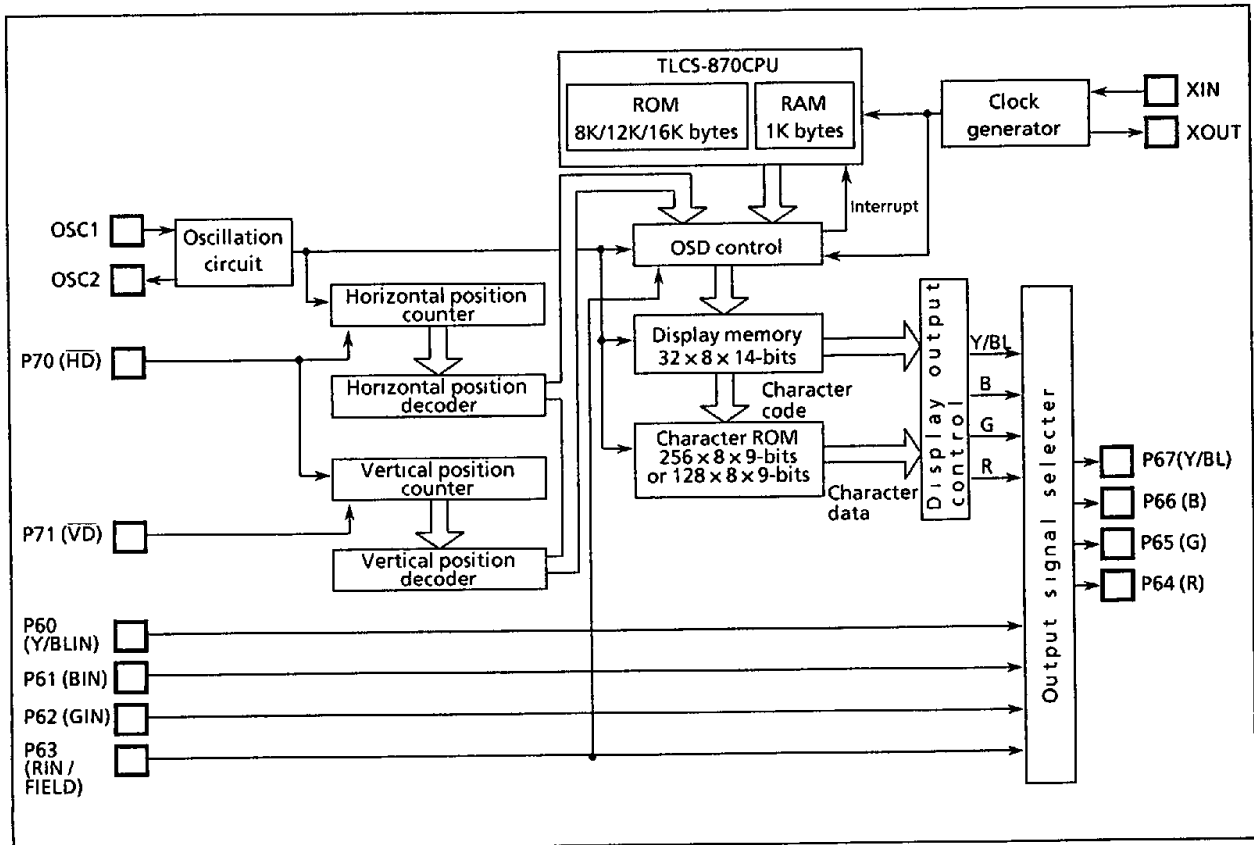 TLCS-870CPU
ROM
8K/12K/16K bytes
RAM
1K bytes
Clock
generator
XIN
XOUT
Interrupt
OSC1
OSC2
Oscillation
circuit
OSD control
Horizontal position
counter
P70 (HD)
Horizontal position
decoder
Display memory
32 × 8 × 14-bits
Character
code
Character ROM
256 × 8 × 9-bits
or 128 × 8 × 9-bits
Character
data
Display output
control
Y/BL
B
G
R
Output signal selecter
Vertical position
counter
P71 (VD)
Vertical position
decoder
P67(Y/BL)
P66 (B)
P65 (G)
P64 (R)
P60
(Y/BLIN)
P61 (BIN)
P62 (GIN)
P63
(RIN /
FIELD)